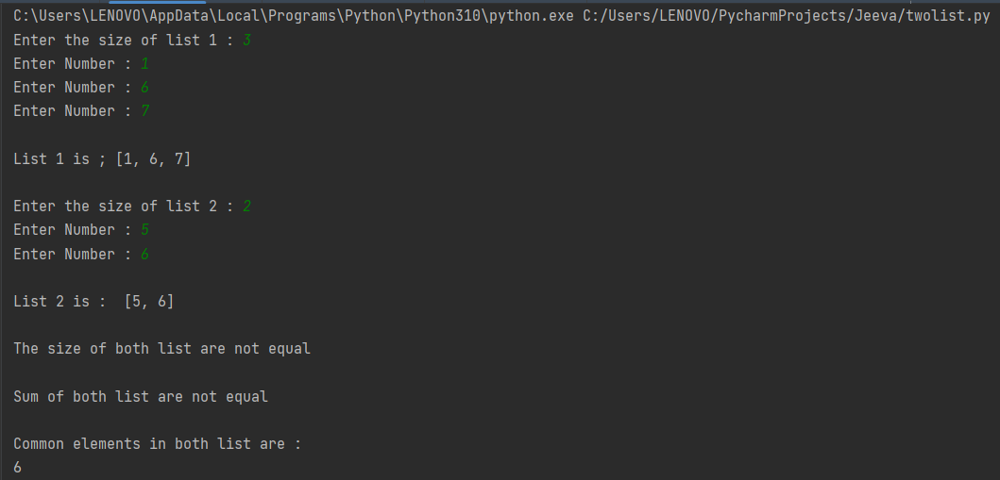 C:\Users\LENOVO\AppData\Local\Programs\Python\Python310\python.exe C:/Users/LENOVO/PycharmProjects/Jeeva/twolist.py
Enter the size of list 1 : 3
Enter Number : 1
Enter Number : 6
Enter Number : 7
List 1 is ; [1, 6, 7]
Enter the size of list 2 : 2
Enter Number : 5
Enter Number : 6
List 2 is :  [5, 6]
The size of both list are not equal
Sum of both list are not equal
Common elements in both list are :
6